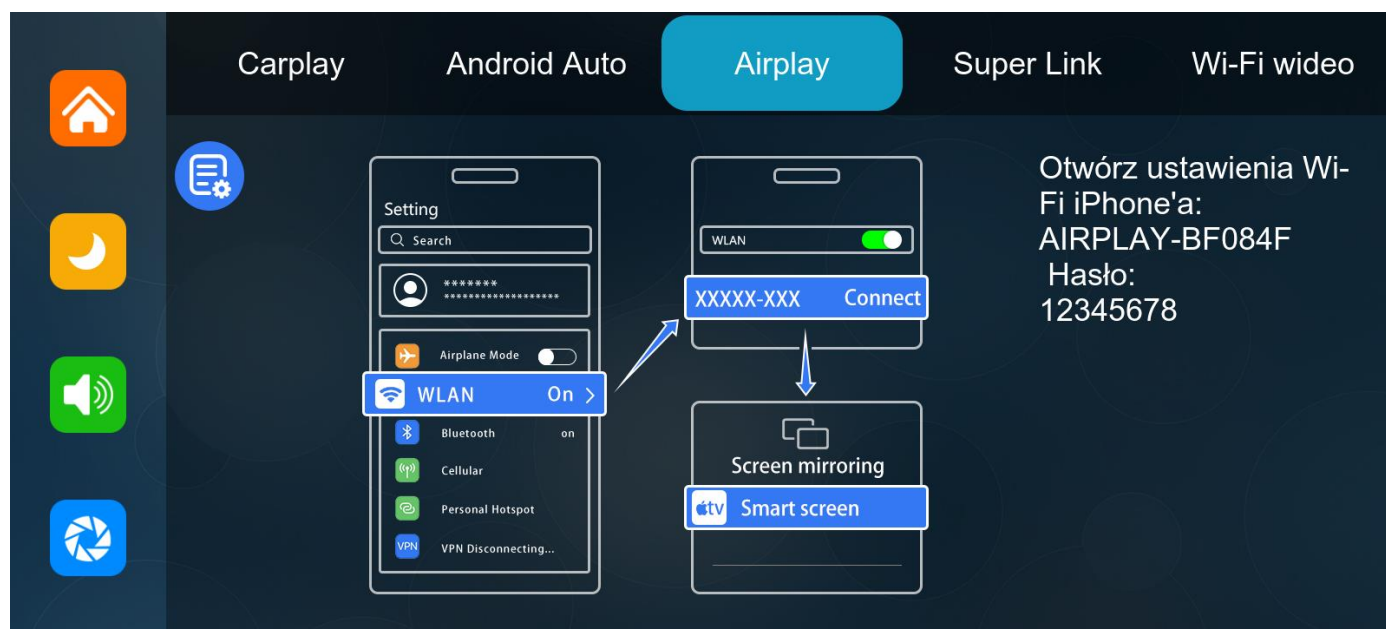 Carplay
Android Auto
Airplay
Super Link
Wi-Fi wideo
Setting
Search
*******
********************
Airplane Mode
WLAN On >
Bluetooth on
Cellular
Personal Hotspot
VPN VPN Disconnecting...
WLAN
XXXXX-XXX Connect
Screen mirroring
tv Smart screen
Otwórz ustawienia Wi-
Fi iPhone'a:
AIRPLAY-BF084F
Hasło:
12345678